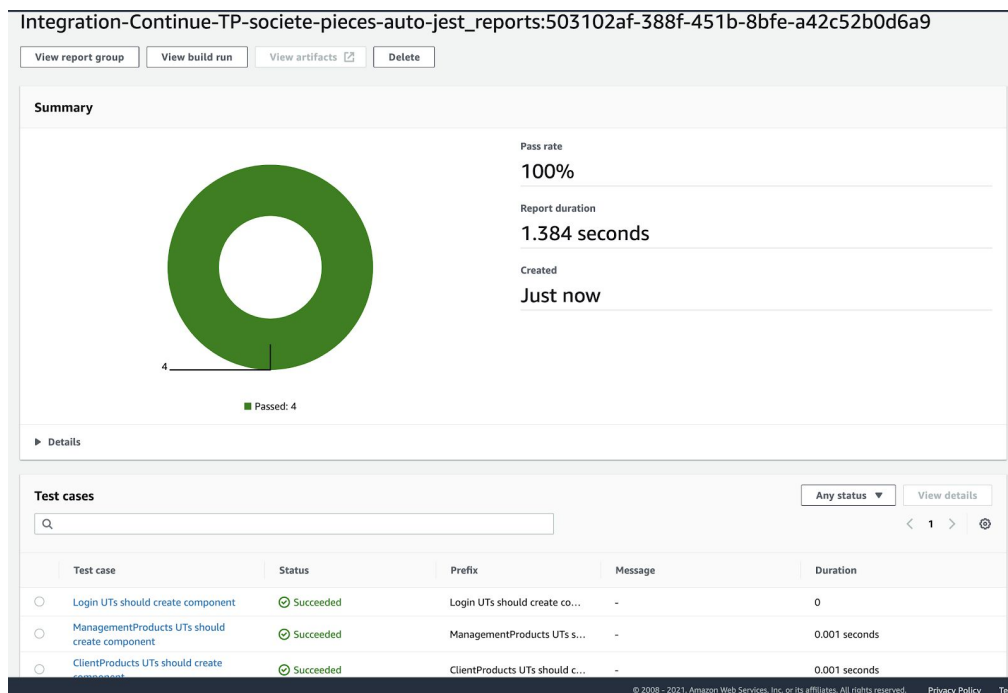 Integration-Continue-TP-societe-pieces-auto-jest_reports:503102af-388f-451b-8bfe-a42c52b0d6a9
View report group View build run View artifacts Delete
Summary
Pass rate
100%
Report duration
1.384 seconds
Created
Just now
4
Passed: 4
Details
Test cases
Any status View details
1
Test case Status Prefix Message Duration
Login UTs should create component Succeeded Login UTs should create co... - 0
ManagementProducts UTs should
create component Succeeded ManagementProducts UTs s... - 0.001 seconds
ClientProducts UTs should create
component Succeeded ClientProducts UTs should c... - 0.001 seconds
© 2008 - 2021, Amazon Web Services, Inc. or its affiliates. All rights reserved. Privacy Policy Te